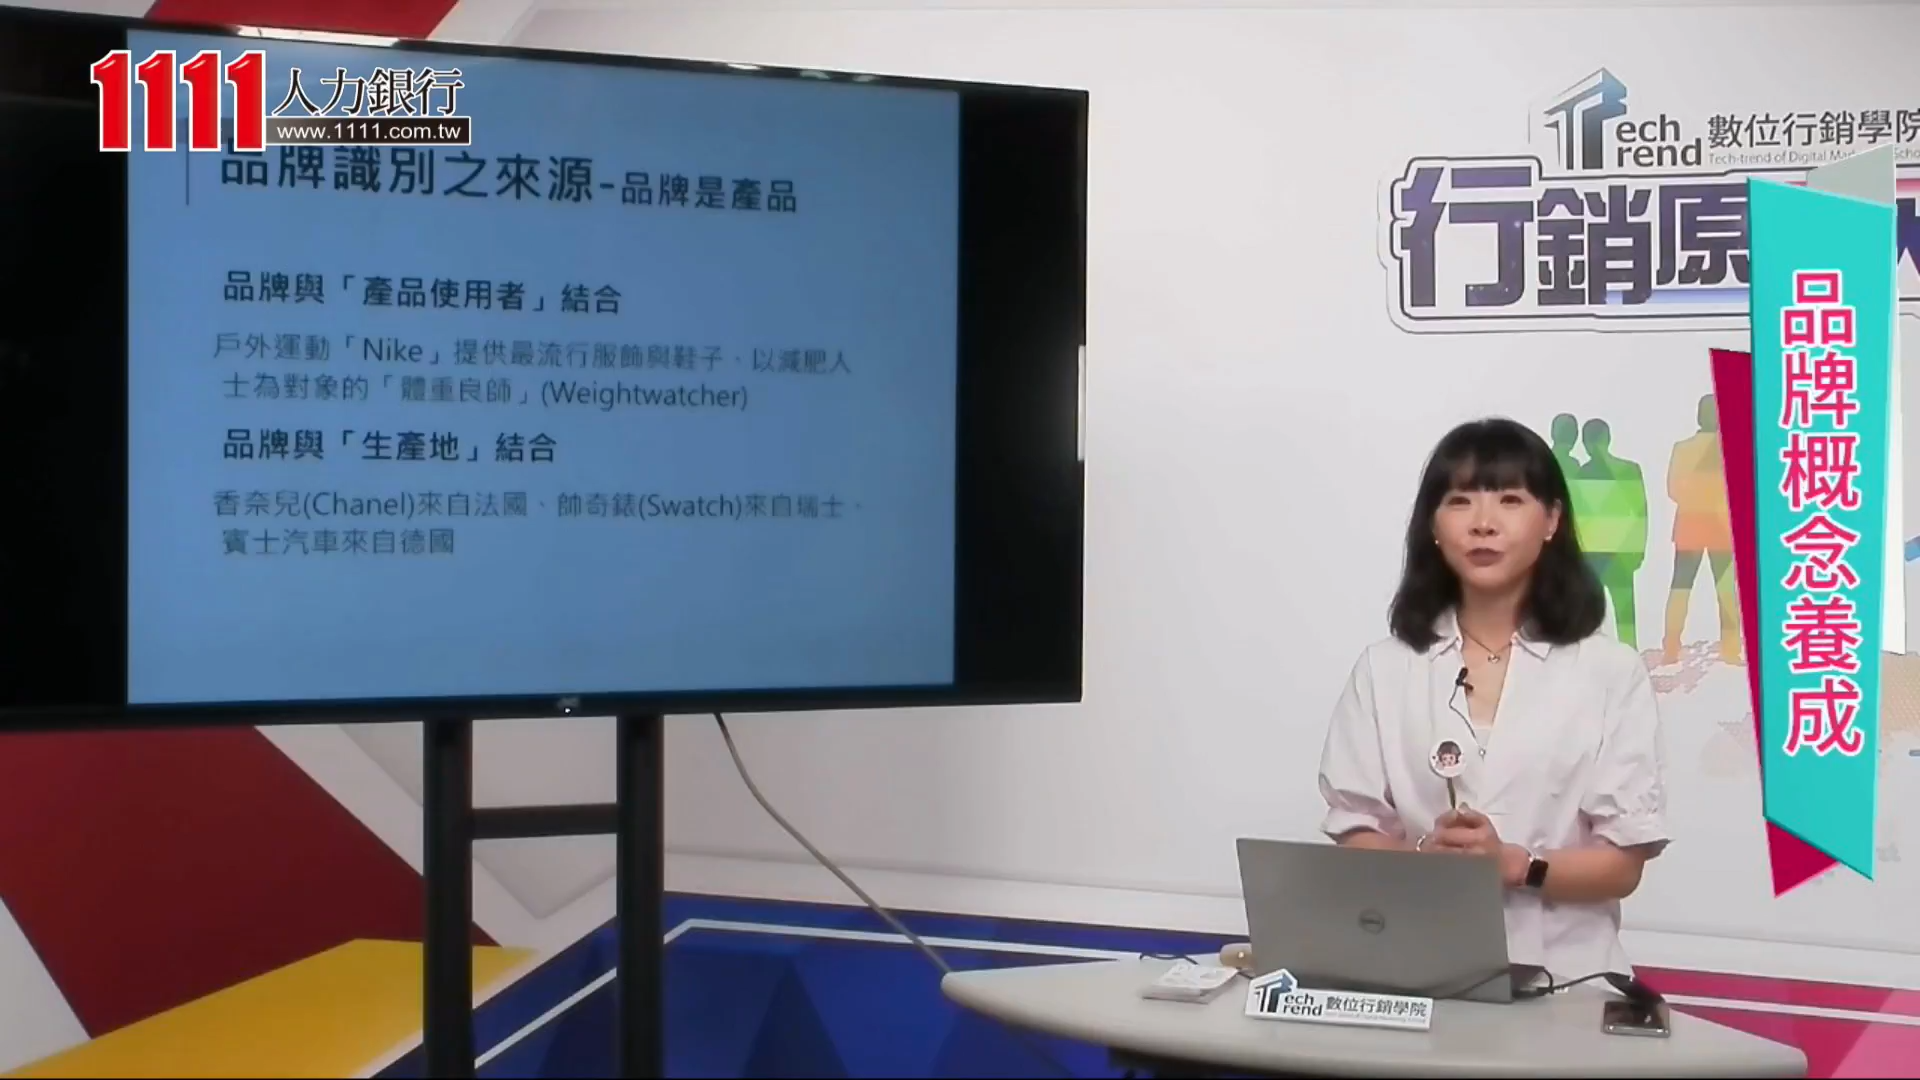 1111 人力銀行
www.1111.com.tw
品牌識別之來源-品牌是產品
品牌與「產品使用者」結合
戶外運動「Nike」提供最流行服飾與鞋子、以減肥人
士為對象的「體重良師」(Weightwatcher)
品牌與「生產地」結合
香奈兒(Chanel)來自法國、帥奇錶(Swatch)來自瑞士、
賓士汽車來自德國
Tech Trend 數位行銷學院
Tech-trend of Digital
行銷原
品牌概念養成
DELL
Tech Trend 數位行銷學院